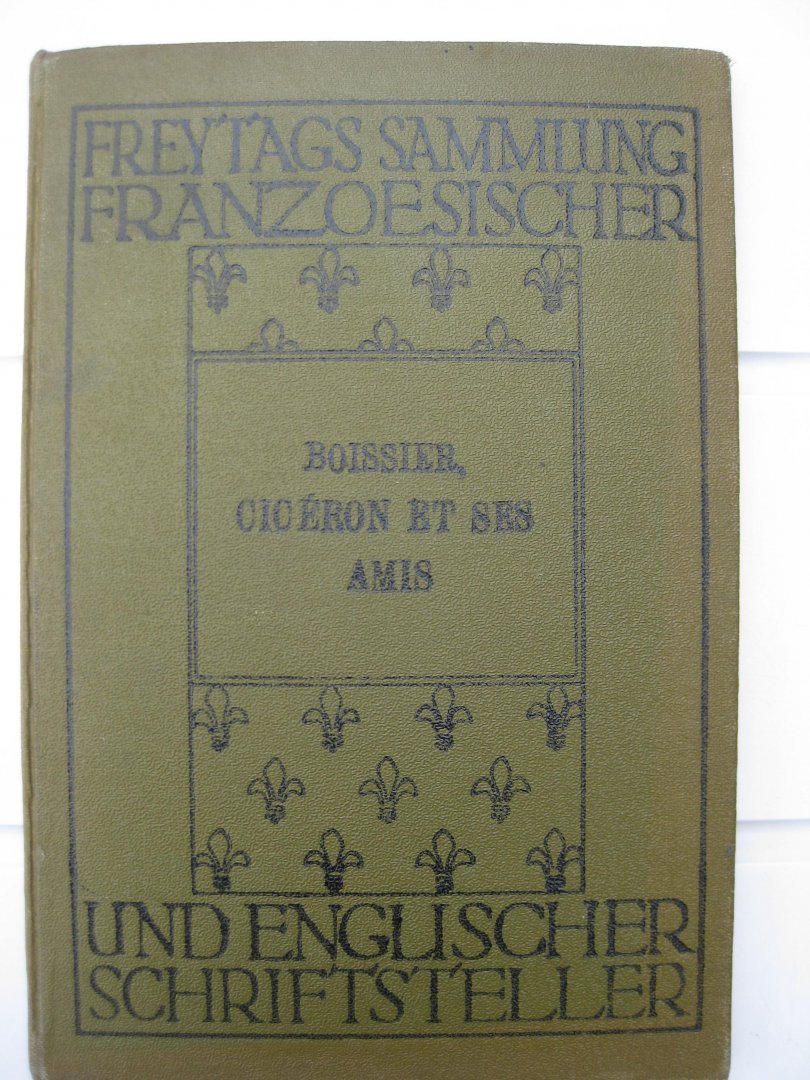 FREYTAGS SAMMLUNG
FRANZOESISCHER
BOISSIER,
CICÉRON ET SES
AMIS
UND ENGLISCHER
SCHRIFTSTELLER